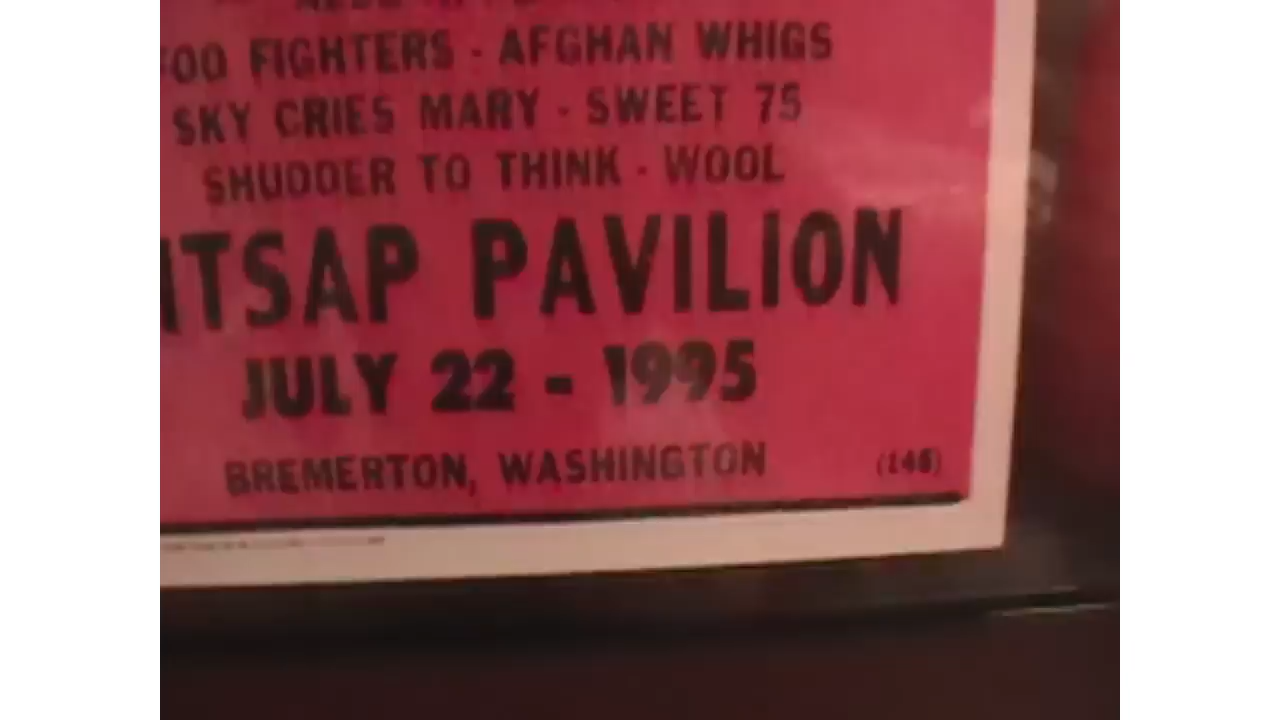 FOO FIGHTERS - AFGHAN WHIGS
SKY CRIES MARY - SWEET 75
SHUDDER TO THINK - WOOL
ITSAP PAVILION
JULY 22 - 1995
BREMERTON, WASHINGTON (146)